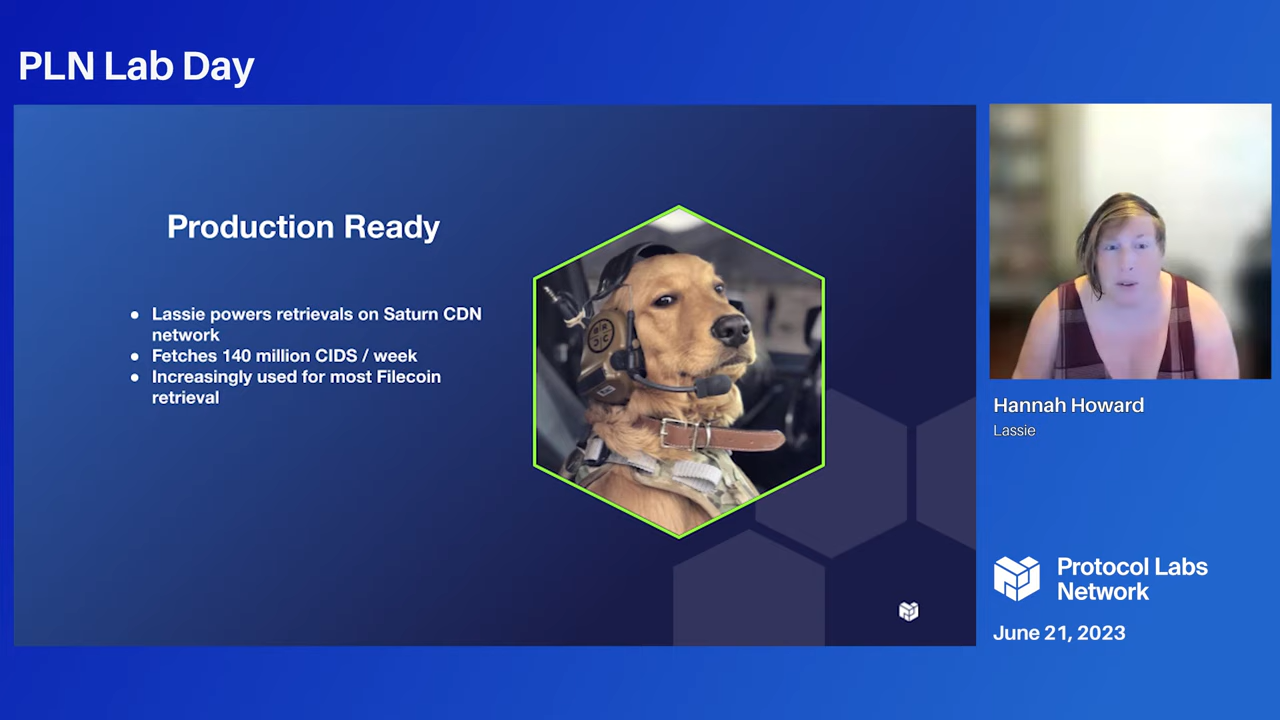 PLN Lab Day
Production Ready
● Lassie powers retrievals on Saturn CDN
network
● Fetches 140 million CIDS / week
● Increasingly used for most Filecoin
retrieval
Hannah Howard
Lassie
Protocol Labs
Network
June 21, 2023